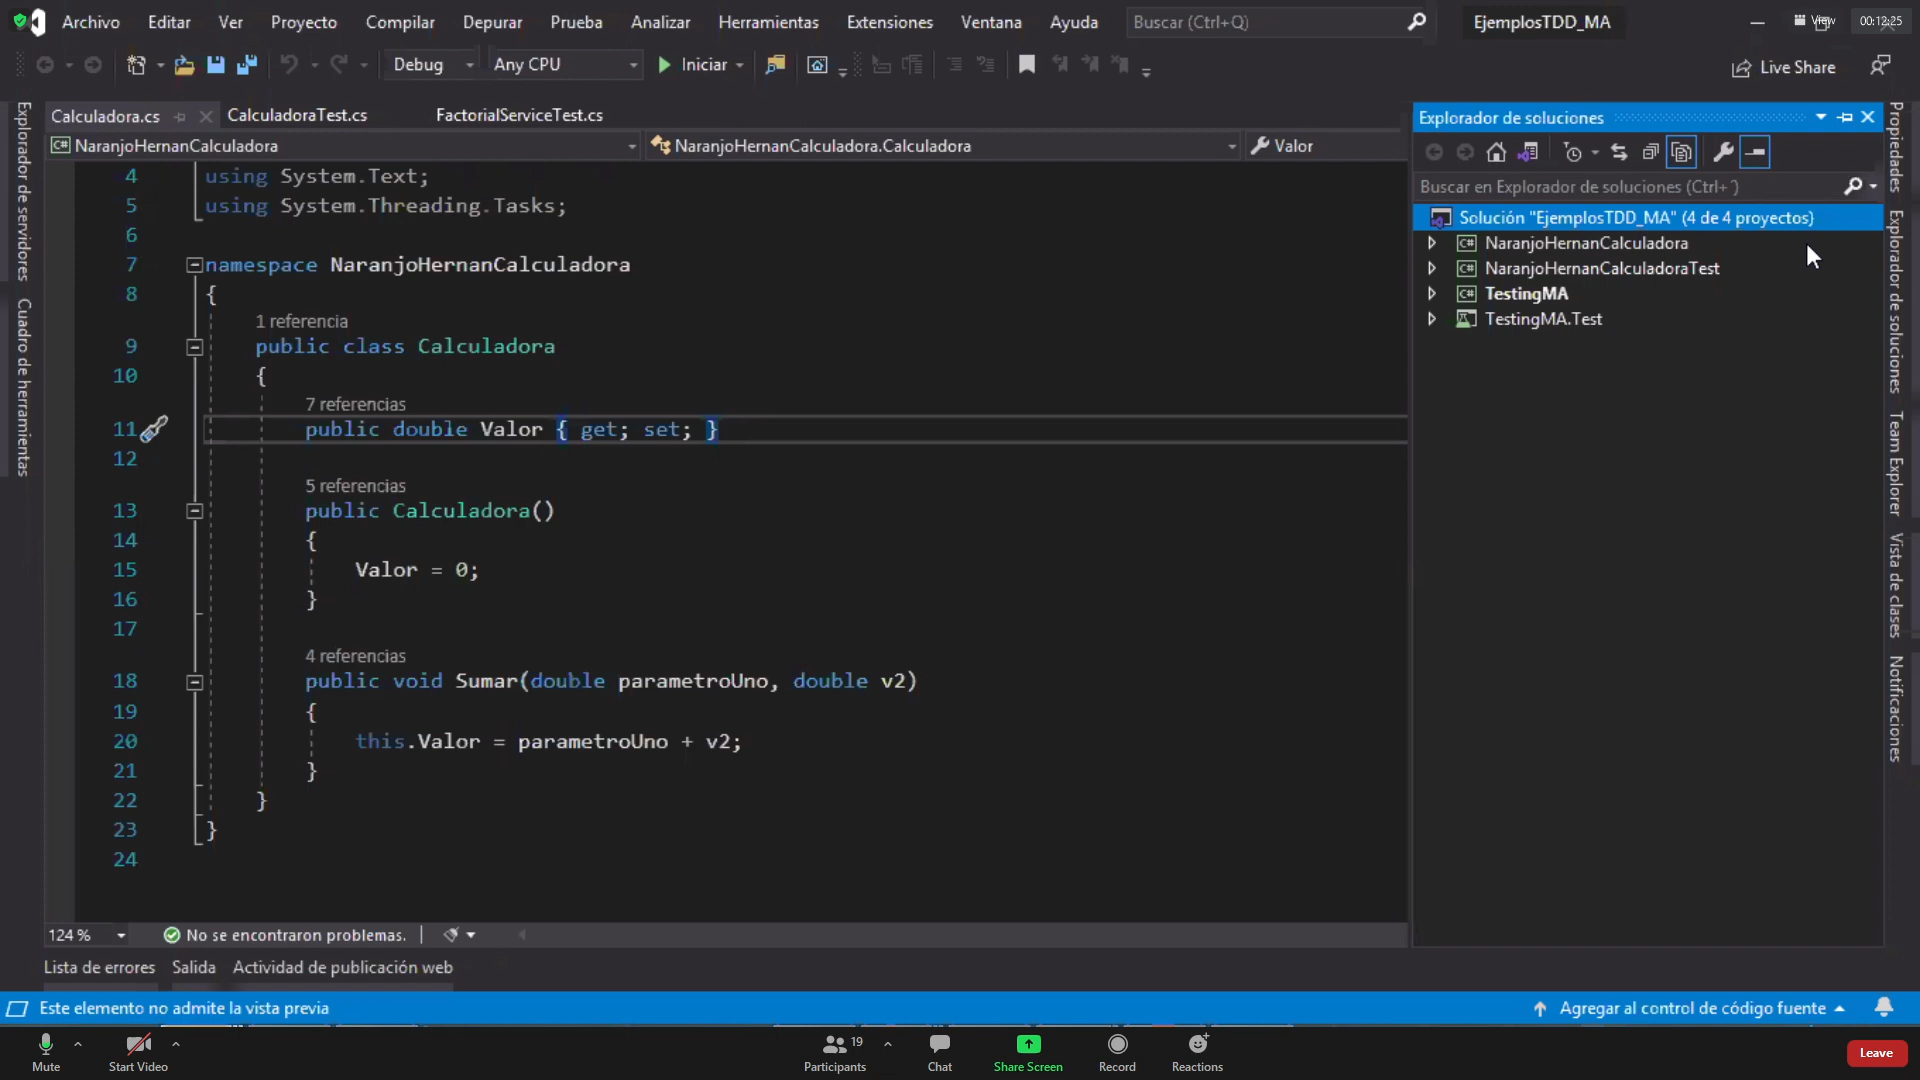 Archivo Editar Ver Proyecto Compilar Depurar Prueba Analizar Herramientas Extensiones Ventana Ayuda Buscar (Ctrl+Q) EjemplosTDD_MA View 00:12:25
Debug Any CPU Iniciar Live Share
Explorador de servidores
Cuadro de herramientas
Calculadora.cs CalculadoraTest.cs FactorialServiceTest.cs
NaranjoHernanCalculadora NaranjoHernanCalculadora.Calculadora Valor
4 using System.Text;
5 using System.Threading.Tasks;
6
7 namespace NaranjoHernanCalculadora
8 {
1 referencia
9 public class Calculadora
10 {
7 referencias
11 public double Valor { get; set; }
12
5 referencias
13 public Calculadora()
14 {
15 Valor = 0;
16 }
17
4 referencias
18 public void Sumar(double parametroUno, double v2)
19 {
20 this.Valor = parametroUno + v2;
21 }
22 }
23 }
24
124 % No se encontraron problemas.
Explorador de soluciones
Buscar en Explorador de soluciones (Ctrl+´)
Solución "EjemplosTDD_MA" (4 de 4 proyectos)
C# NaranjoHernanCalculadora
C# NaranjoHernanCalculadoraTest
C# TestingMA
TestingMA.Test
Propiedades
Explorador de soluciones
Team Explorer
Vista de clases
Notificaciones
Lista de errores Salida Actividad de publicación web
Este elemento no admite la vista previa Agregar al control de código fuente
Mute Start Video 19 Participants Chat Share Screen Record Reactions Leave